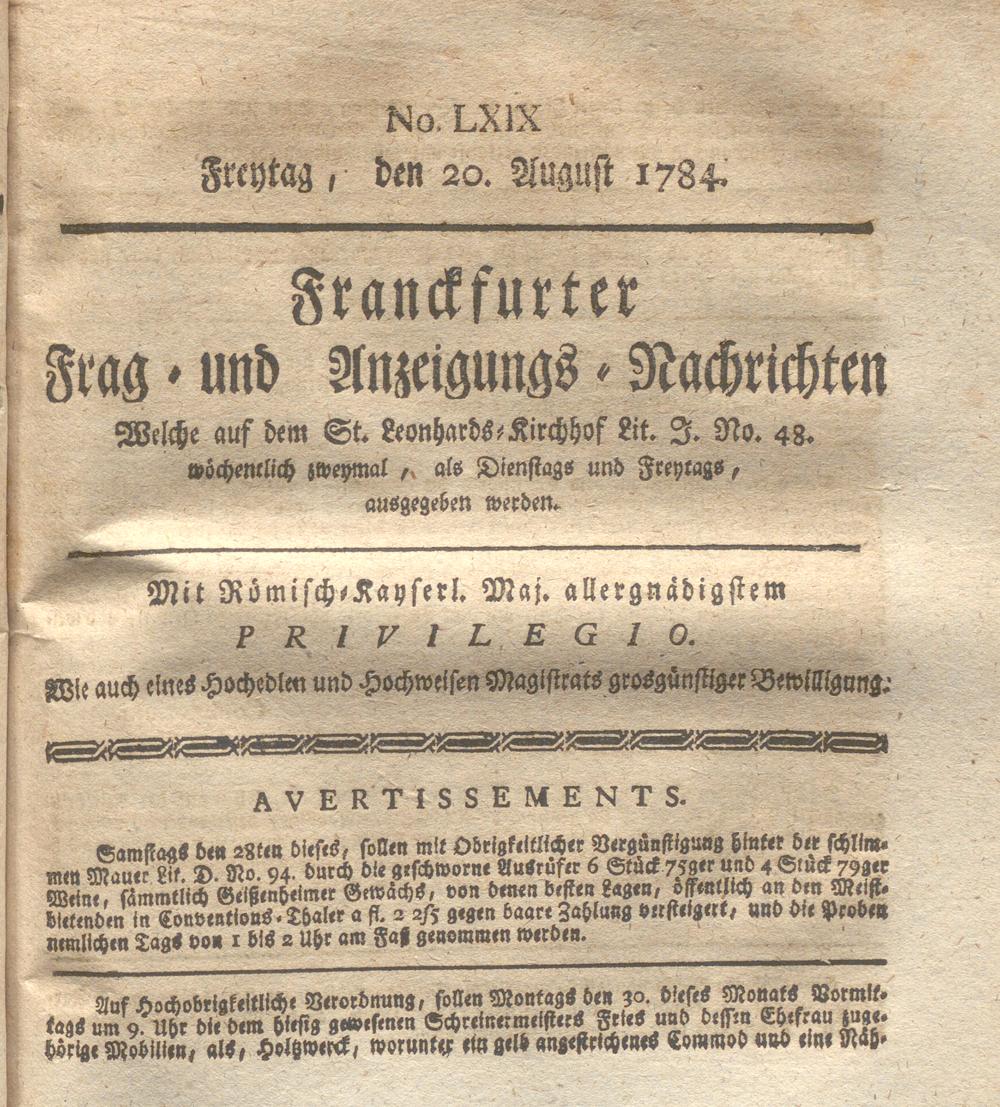 No. LXIX
Freytag, den 20. August 1784.
Franckfurter
Frag- und Anzeigungs-Nachrichten
Welche auf dem St. Leonhards-Kirchhof Lit. J. No. 48.
wöchentlich zweymal, als Dienstags und Freytags,
ausgegeben werden.
Mit Römisch-Kayserl. Maj. allergnädigstem
PRIVILEGIO.
Wie auch eines Hochedlen und Hochweisen Magistrats grosgünstiger Bewilligung.
AVERTISSEMENTS.
Samstags den 28ten dieses, sollen mit Obrigkeitlicher Vergünstigung hinter der schlim-
men Mauer Lit. D. No. 94. durch die geschworne Ausrüfer 6 Stück 75ger und 4 Stück 79ger
Weine, sämmtlich Geißenheimer Gewächs, von denen besten Lagen, öffentlich an den Meist-
bietenden in Conventions-Thaler a fl. 2 2/5 gegen baare Zahlung versteigert, und die Proben
nemlichen Tags von 1 bis 2 Uhr am Faß genommen werden.
Auf Hochobrigkeitliche Verordnung, sollen Montags den 30. dieses Monats Vormit-
tags um 9. Uhr die dem hiesig gewesenen Schreinermeisters Fries und dessen Ehefrau zuge-
hörige Mobilien, als, Holtzwerck, worunter ein gelb angestrichenes Commod und eine Näh-